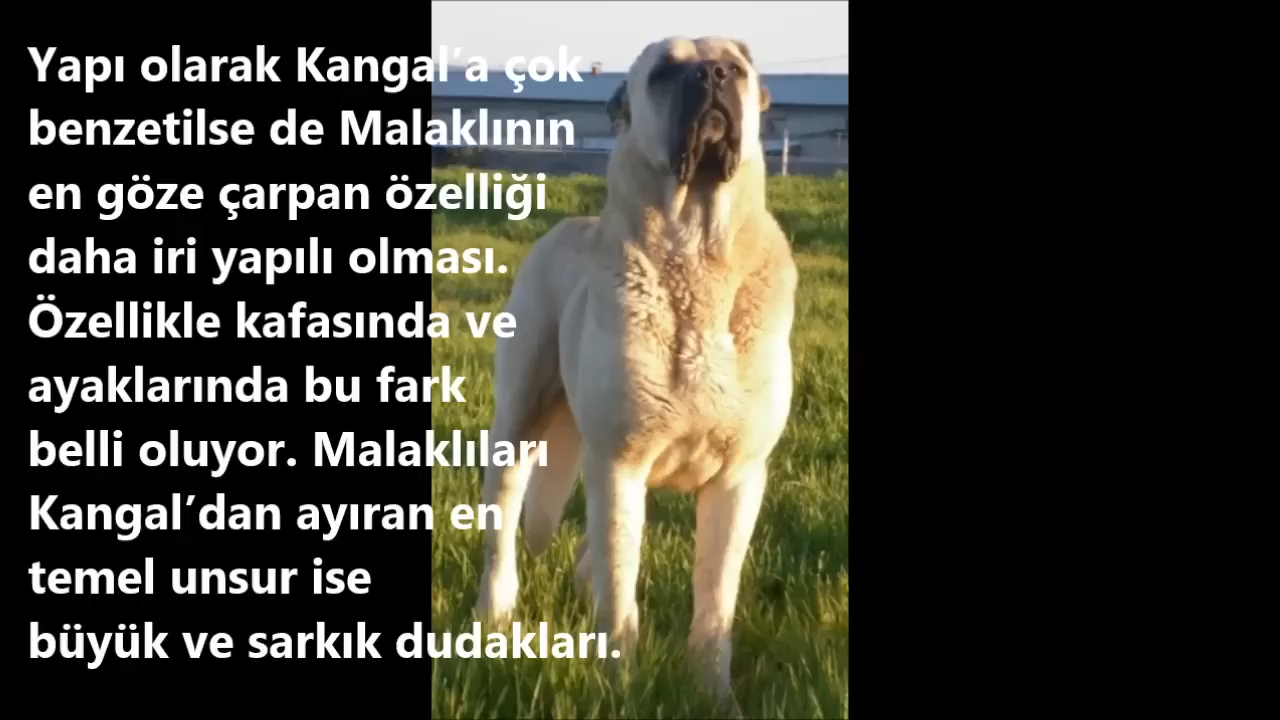 Yapı olarak Kangal’a çok
benzetilse de Malaklının
en göze çarpan özelliği
daha iri yapılı olması.
Özellikle kafasında ve
ayaklarında bu fark
belli oluyor. Malaklıları
Kangal’dan ayıran en
temel unsur ise
büyük ve sarkık dudakları.